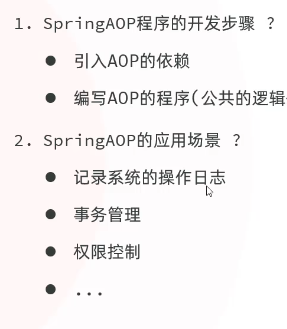 1. SpringAOP程序的开发步骤 ?
● 引入AOP的依赖
● 编写AOP的程序(公共的逻辑
2. SpringAOP的应用场景 ?
● 记录系统的操作日志
● 事务管理
● 权限控制
● ...